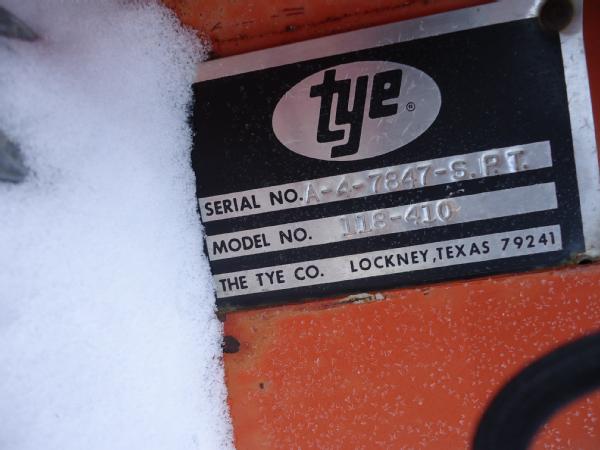 tye ®
SERIAL NO. A-4-7847-S.P.T.
MODEL NO. 118-410
THE TYE CO. LOCKNEY, TEXAS 79241